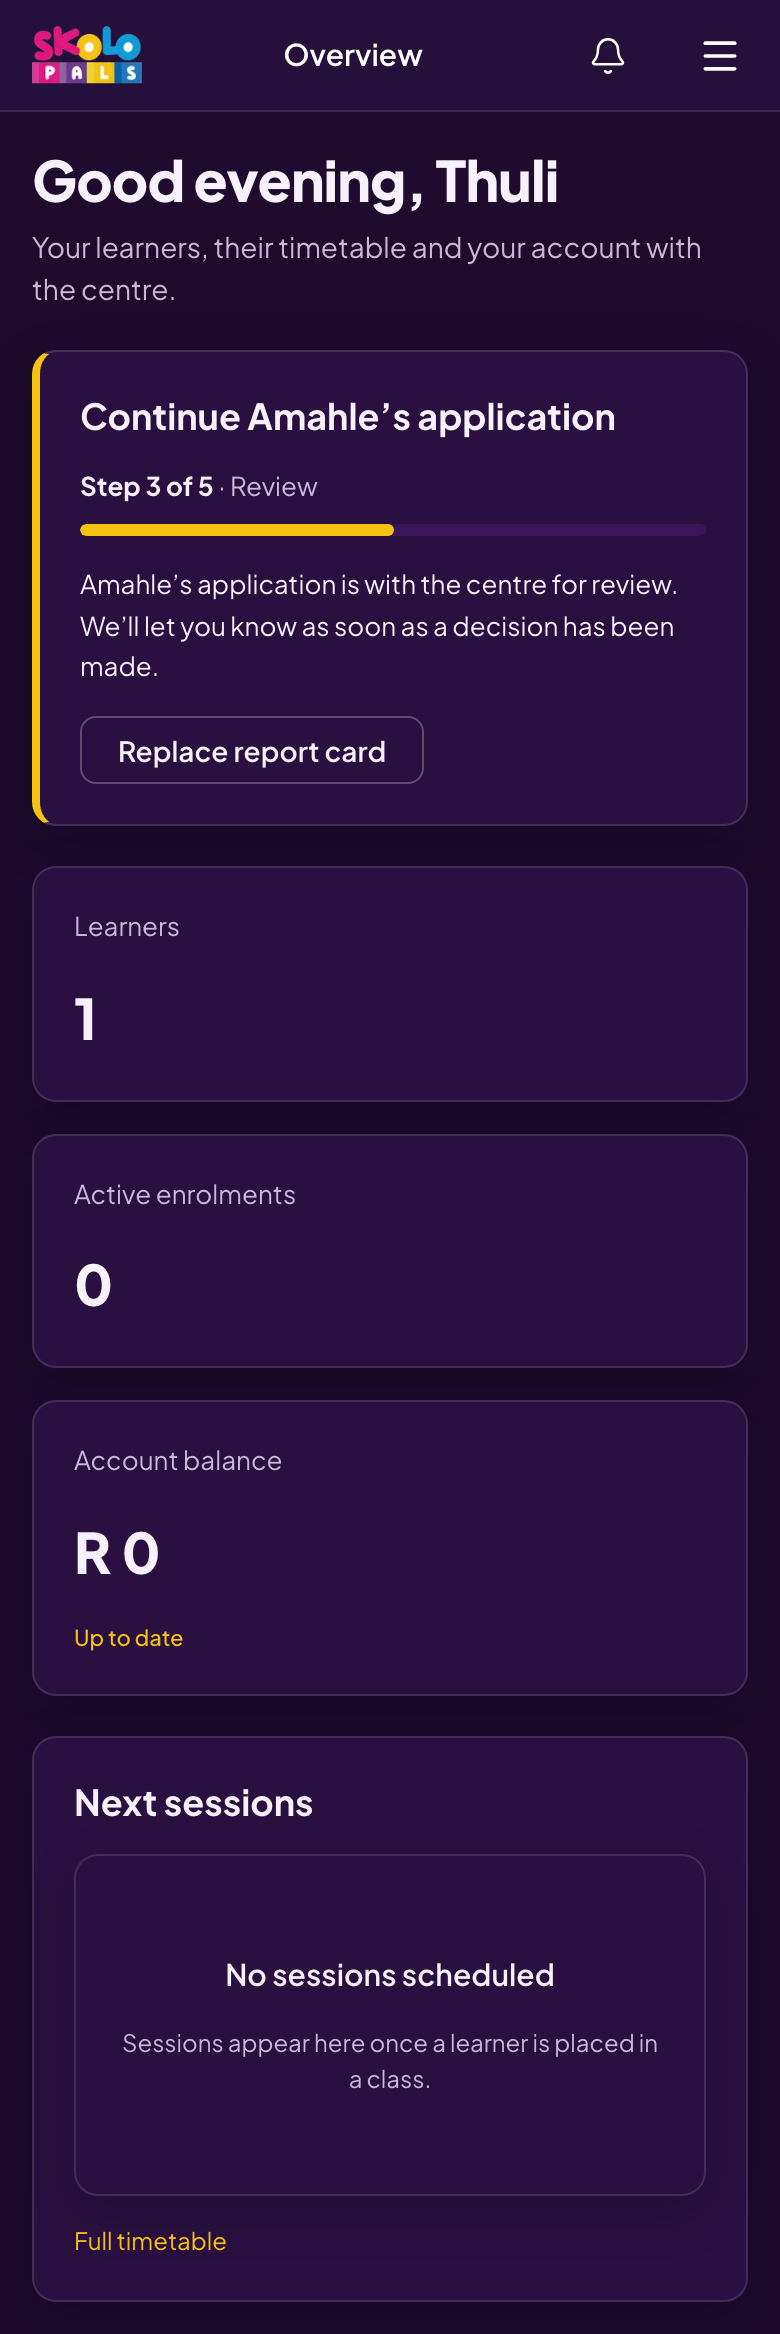 SKOLO
PALS
Overview
Good evening, Thuli
Your learners, their timetable and your account with
the centre.
Continue Amahle’s application
Step 3 of 5 · Review
Amahle’s application is with the centre for review.
We’ll let you know as soon as a decision has been
made.
Replace report card
Learners
1
Active enrolments
0
Account balance
R 0
Up to date
Next sessions
No sessions scheduled
Sessions appear here once a learner is placed in
a class.
Full timetable